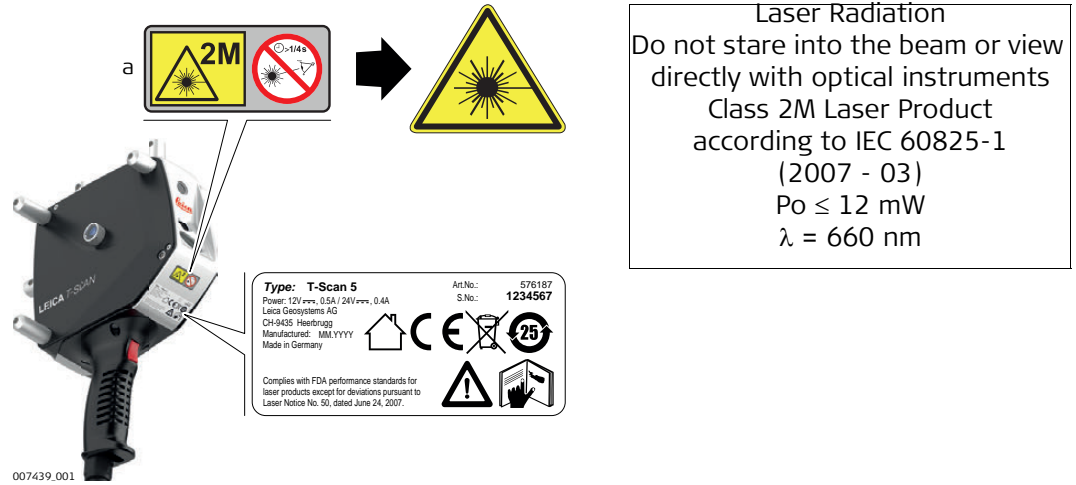 a
2M
>1/4s
Leica
LEICA T-SCAN
Type: T-Scan 5
Art.No.: 576187
Power: 12V⎓, 0.5A / 24V⎓, 0.4A
S.No.: 1234567
Leica Geosystems AG
CH-9435 Heerbrugg
Manufactured: MM.YYYY
Made in Germany
CE
25
Complies with FDA performance standards for
laser products except for deviations pursuant to
Laser Notice No. 50, dated June 24, 2007.
007439_001
Laser Radiation
Do not stare into the beam or view
directly with optical instruments
Class 2M Laser Product
according to IEC 60825-1
(2007 - 03)
Po ≤ 12 mW
λ = 660 nm